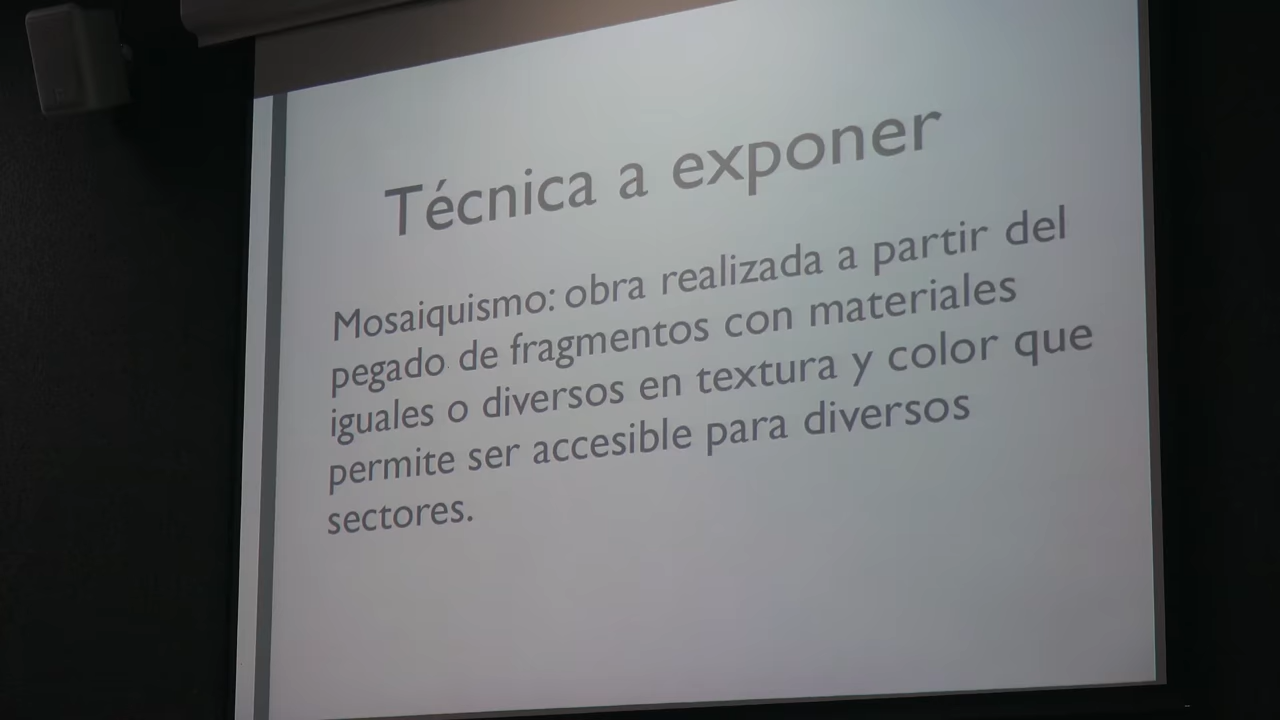 Técnica a exponer
Mosaiquismo: obra realizada a partir del
pegado de fragmentos con materiales
iguales o diversos en textura y color que
permite ser accesible para diversos
sectores.